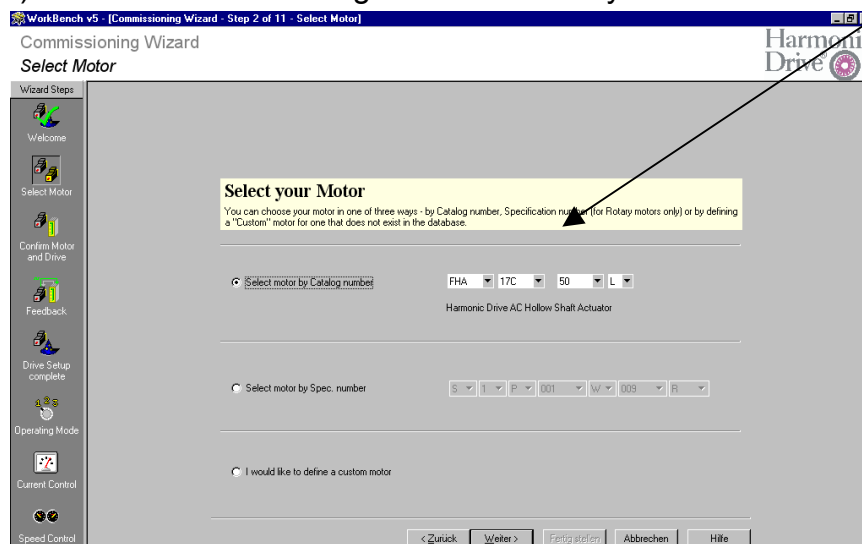 WorkBench v5 - [Commissioning Wizard - Step 2 of 11 - Select Motor]
Commissioning Wizard
Select Motor
Harmoni
Drive
Wizard Steps
Welcome
Select Motor
Confirm Motor
and Drive
Feedback
Drive Setup
complete
Operating Mode
Current Control
Speed Control
Select your Motor
You can choose your motor in one of three ways - by Catalog number, Specification number (for Rotary motors only) or by defining
a "Custom" motor for one that does not exist in the database.
Select motor by Catalog number FHA 17C 50 L
Harmonic Drive AC Hollow Shaft Actuator
Select motor by Spec. number S 1 P 001 W 009 R
I would like to define a custom motor
< Zurück Weiter > Fertig stellen Abbrechen Hilfe